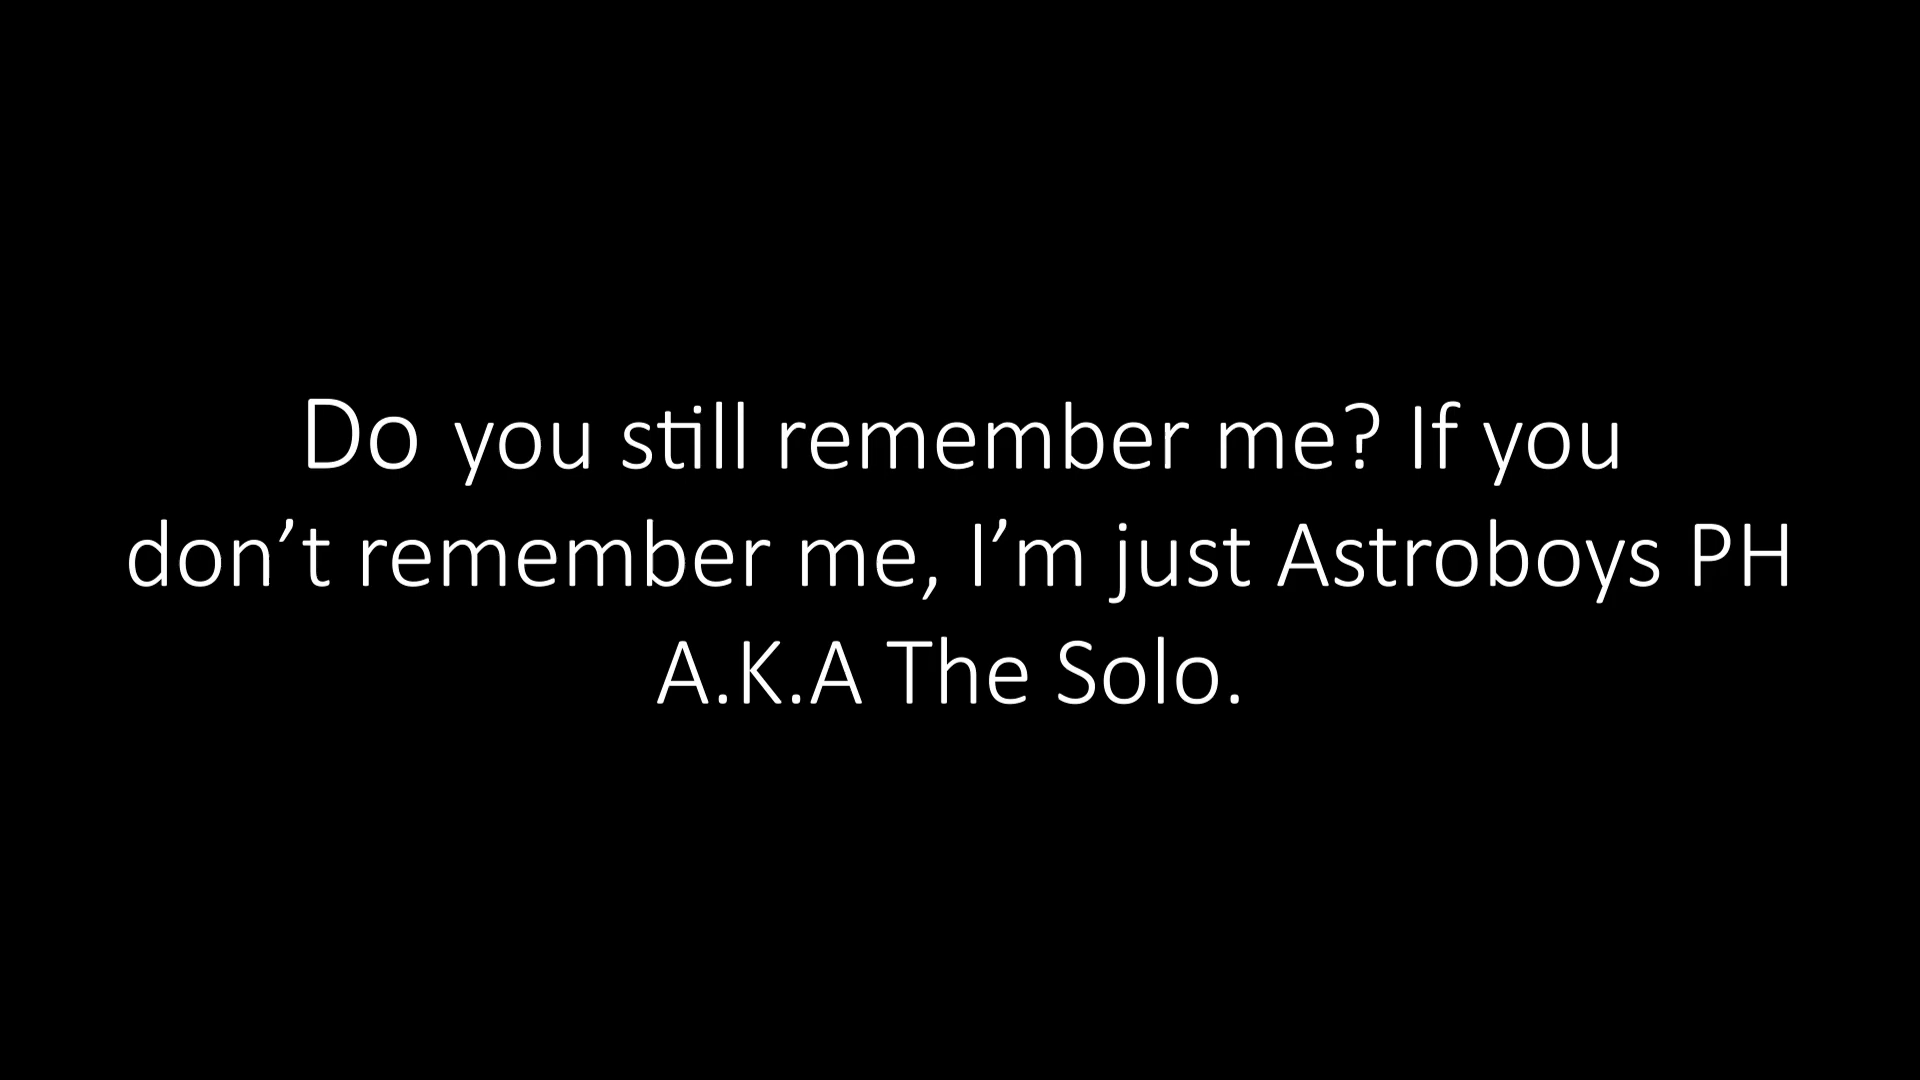 Do you still remember me? If you
don’t remember me, I’m just Astroboys PH
A.K.A The Solo.